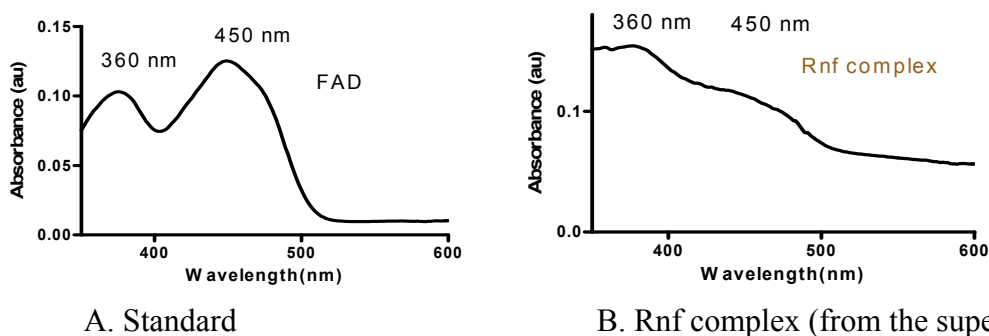 0.15
0.10
0.05
0.00
400
500
600
Absorbance (au)
Wavelength(nm)
360 nm
450 nm
FAD
A. Standard
0.1
0.0
400
500
600
Absorbance (au)
Wavelength(nm)
360 nm
450 nm
Rnf complex
B. Rnf complex (from the supe